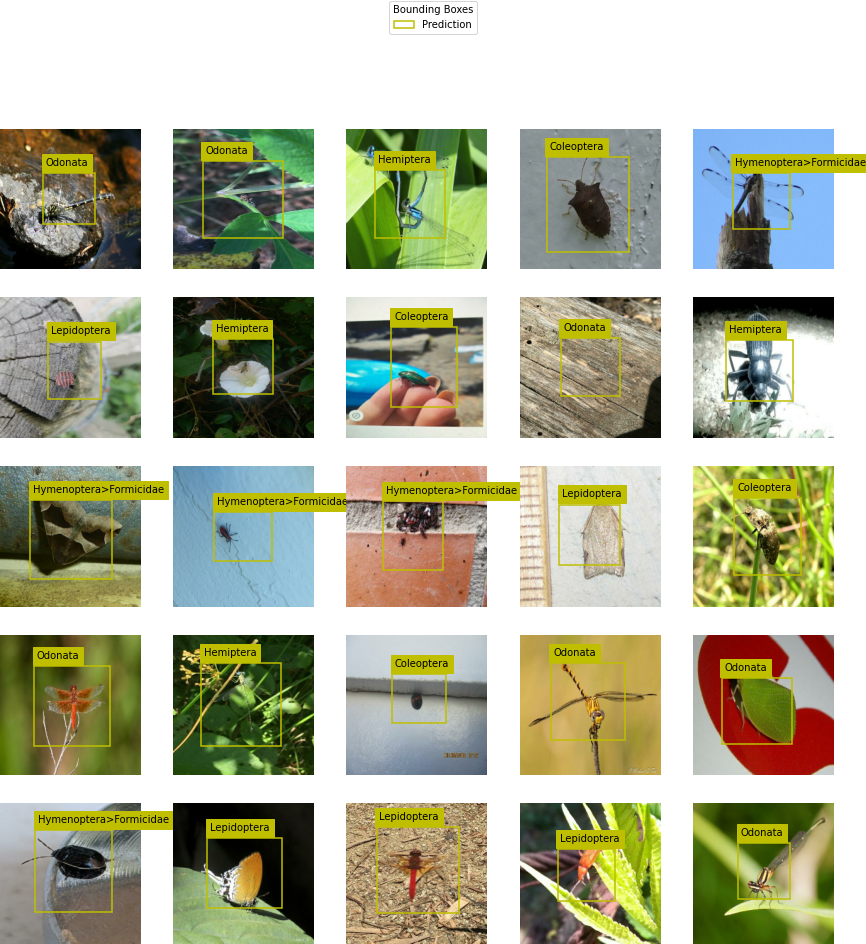 Bounding Boxes
Prediction
Odonata
Odonata
Hemiptera
Coleoptera
Hymenoptera>Formicidae
Lepidoptera
Hemiptera
Coleoptera
Odonata
Hemiptera
Hymenoptera>Formicidae
Hymenoptera>Formicidae
Hymenoptera>Formicidae
Lepidoptera
Coleoptera
Odonata
Hemiptera
Coleoptera
Odonata
Odonata
Hymenoptera>Formicidae
Lepidoptera
Lepidoptera
Lepidoptera
Odonata